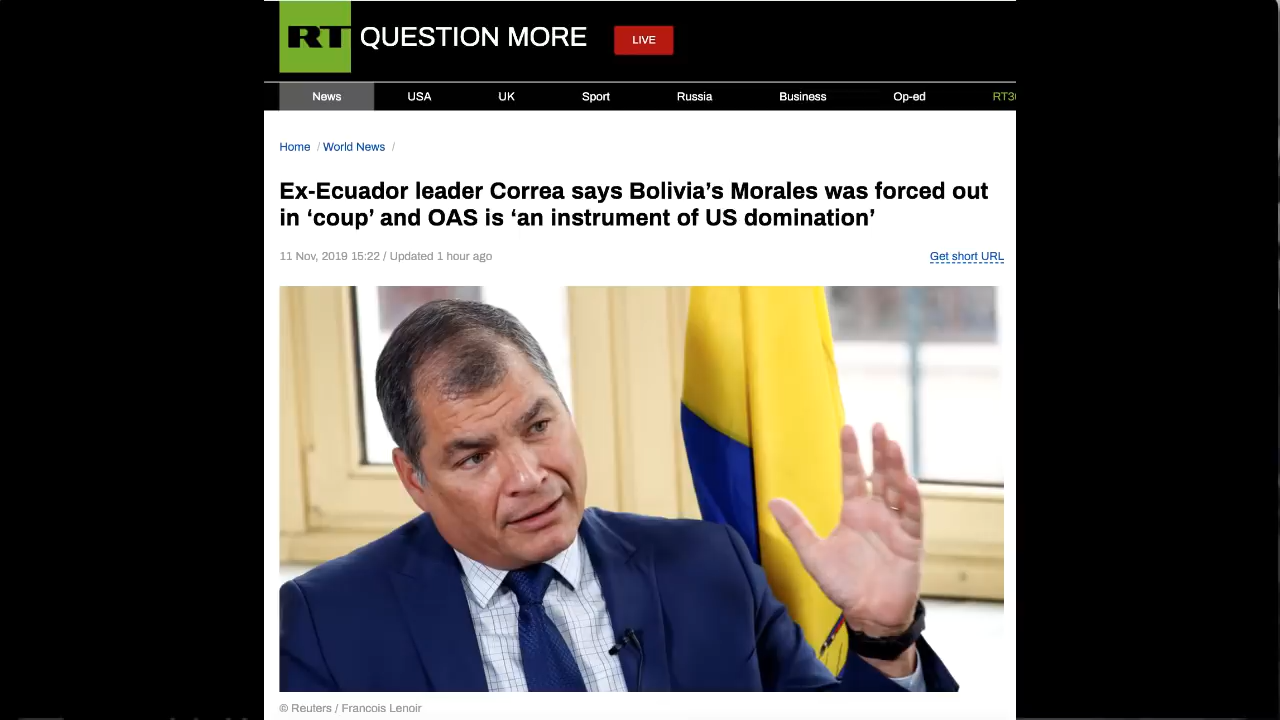 RT QUESTION MORE LIVE
News USA UK Sport Russia Business Op-ed
Home / World News /
Ex-Ecuador leader Correa says Bolivia’s Morales was forced out
in ‘coup’ and OAS is ‘an instrument of US domination’
11 Nov, 2019 15:22 / Updated 1 hour ago Get short URL
© Reuters / Francois Lenoir